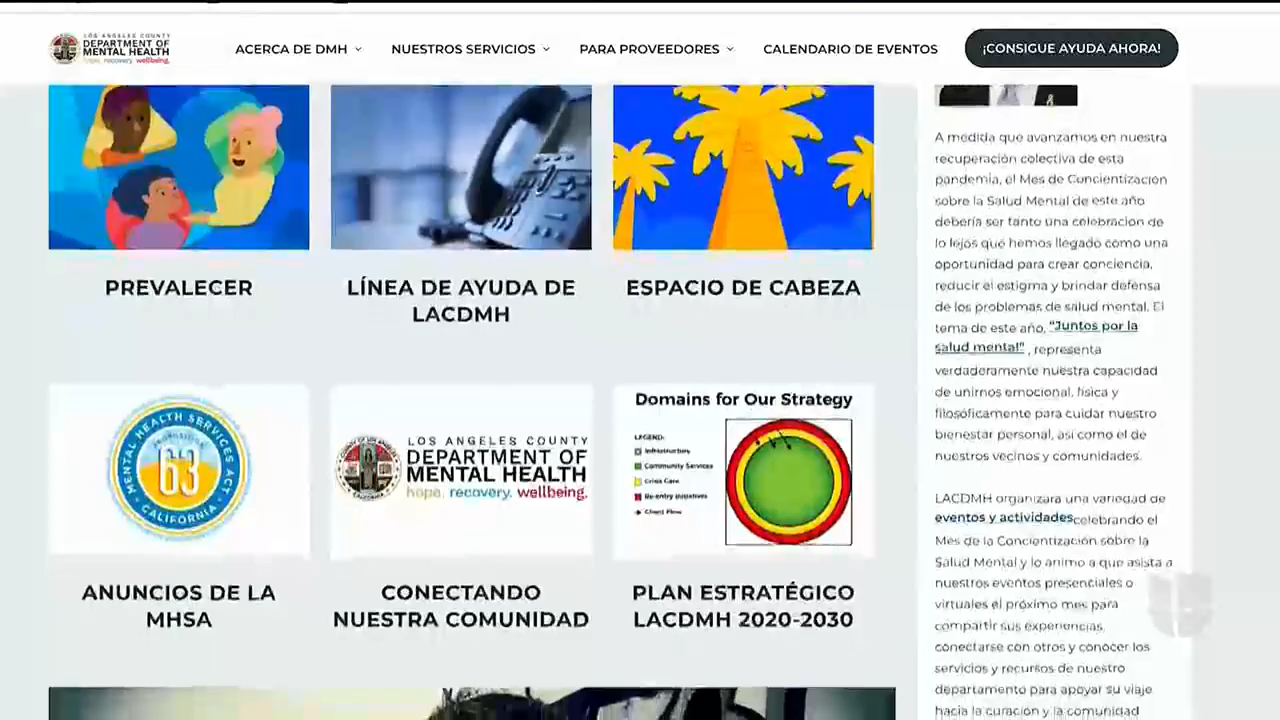 LOS ANGELES COUNTY
DEPARTMENT OF
MENTAL HEALTH
hope. recovery. wellbeing.
ACERCA DE DMH
NUESTROS SERVICIOS
PARA PROVEEDORES
CALENDARIO DE EVENTOS
¡CONSIGUE AYUDA AHORA!
PREVALECER
LÍNEA DE AYUDA DE
LACDMH
ESPACIO DE CABEZA
MENTAL HEALTH SERVICES ACT
PROPOSITION
63
CALIFORNIA
LOS ANGELES COUNTY
DEPARTMENT OF
MENTAL HEALTH
hope. recovery. wellbeing.
Domains for Our Strategy
LEGEND:
Infrastructure
Community Services
Crisis Care
Re-entry Initiatives
Client Flow
ANUNCIOS DE LA
MHSA
CONECTANDO
NUESTRA COMUNIDAD
PLAN ESTRATÉGICO
LACDMH 2020-2030
A medida que avanzamos en nuestra
recuperación colectiva de esta
pandemia, el Mes de Concientización
sobre la Salud Mental de este año
debería ser tanto una celebración de
lo lejos que hemos llegado como una
oportunidad para crear conciencia,
reducir el estigma y brindar defensa
de los problemas de salud mental. El
tema de este año, "Juntos por la
salud mental" , representa
verdaderamente nuestra capacidad
de unirnos emocional, física y
filosóficamente para cuidar nuestro
bienestar personal, así como el de
nuestros vecinos y comunidades.
LACDMH organizará una variedad de
eventos y actividadescelebrando el
Mes de la Concientización sobre la
Salud Mental y lo animo a que asista a
nuestros eventos presenciales o
virtuales el próximo mes para
compartir sus experiencias,
conectarse con otros y conocer los
servicios y recursos de nuestro
departamento para apoyar su viaje
hacia la curación y la comunidad